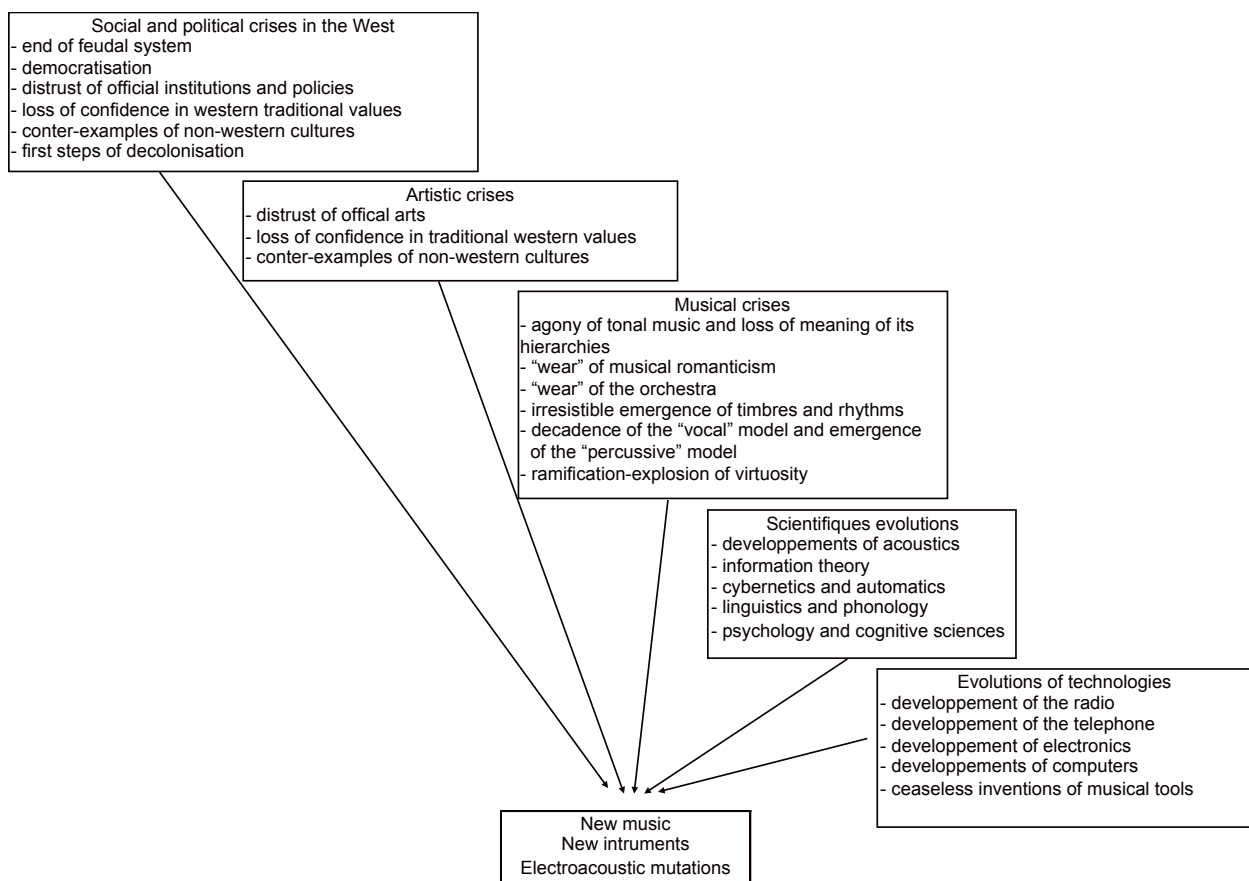 Social and political crises in the West
- end of feudal system
- democratisation
- distrust of official institutions and policies
- loss of confidence in western traditional values
- conter-examples of non-western cultures
- first steps of decolonisation
Artistic crises
- distrust of offical arts
- loss of confidence in traditional western values
- conter-examples of non-western cultures
Musical crises
- agony of tonal music and loss of meaning of its
hierarchies
- “wear” of musical romanticism
- “wear” of the orchestra
- irresistible emergence of timbres and rhythms
- decadence of the “vocal” model and emergence
of the “percussive” model
- ramification-explosion of virtuosity
Scientifiques evolutions
- developpements of acoustics
- information theory
- cybernetics and automatics
- linguistics and phonology
- psychology and cognitive sciences
Evolutions of technologies
- developpement of the radio
- developpement of the telephone
- developpement of electronics
- developpements of computers
- ceaseless inventions of musical tools
New music
New intruments
Electroacoustic mutations